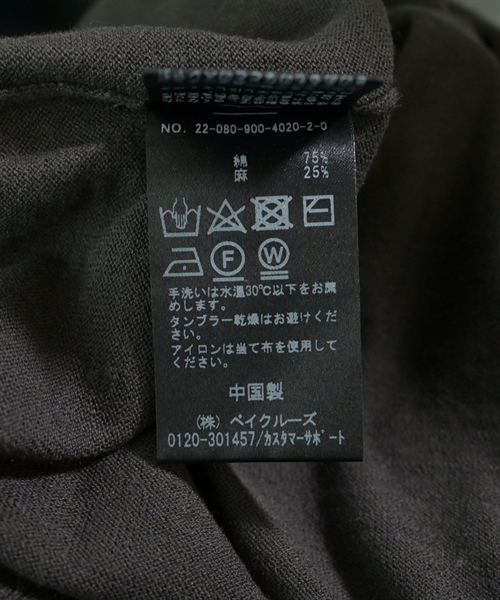 NO. 22-080-900-4020-2-0
綿 75%
麻 25%
F W
手洗いは水温30℃以下をお薦
めします。
タンブラー乾燥はお避けくだ
さい。
アイロンは当て布を使用して
ください。
中国製
(株) ベイクルーズ
0120-301457/カスタマーサポート